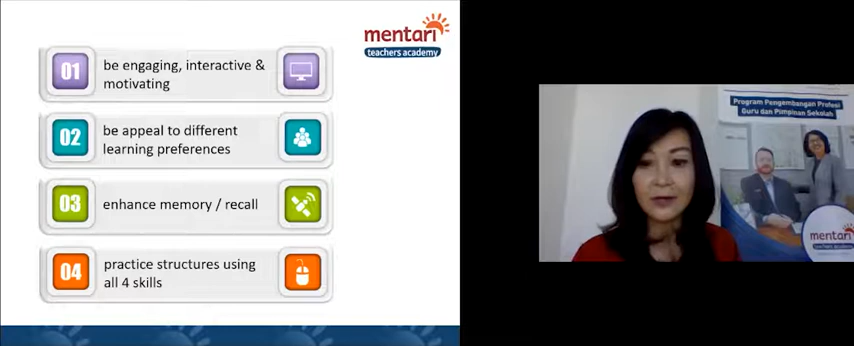 mentari
teachers academy
01
be engaging, interactive &
motivating
02
be appeal to different
learning preferences
03
enhance memory / recall
04
practice structures using
all 4 skills
Program Pengembangan Profesi
Guru dan Pimpinan Sekolah
mentari
teachers academy